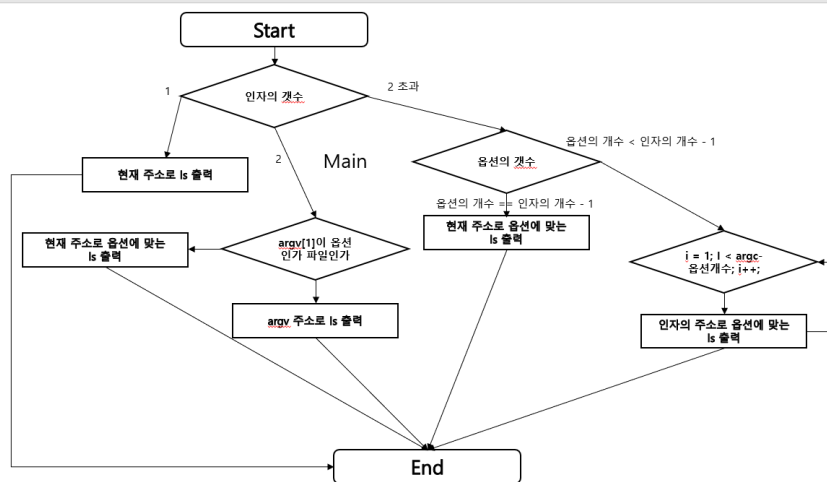 Start
인자의 갯수
1
2 초과
2
Main
현재 주소로 ls 출력
옵션의 갯수
옵션의 개수 < 인자의 개수 - 1
옵션의 개수 == 인자의 개수 - 1
현재 주소로 옵션에 맞는
ls 출력
argv[1]이 옵션
인가 파일인가
현재 주소로 옵션에 맞는
ls 출력
i = 1; I < argc-
옵션개수; i++;
argv 주소로 ls 출력
인자의 주소로 옵션에 맞는
ls 출력
End